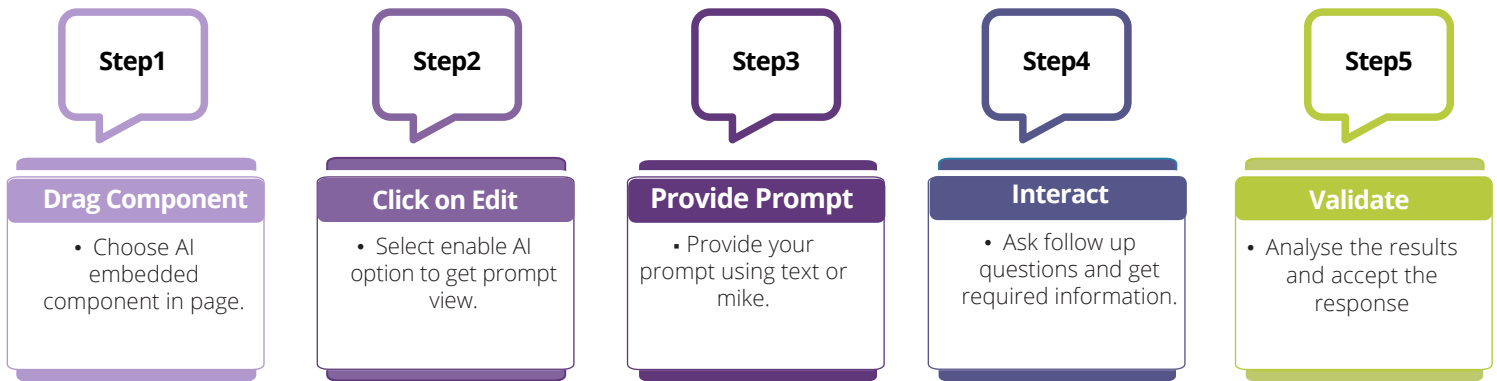 Step1
Drag Component
• Choose AI
embedded
component in page.
Step2
Click on Edit
• Select enable AI
option to get prompt
view.
Step3
Provide Prompt
▪ Provide your
prompt using text or
mike.
Step4
Interact
• Ask follow up
questions and get
required information.
Step5
Validate
• Analyse the results
and accept the
response